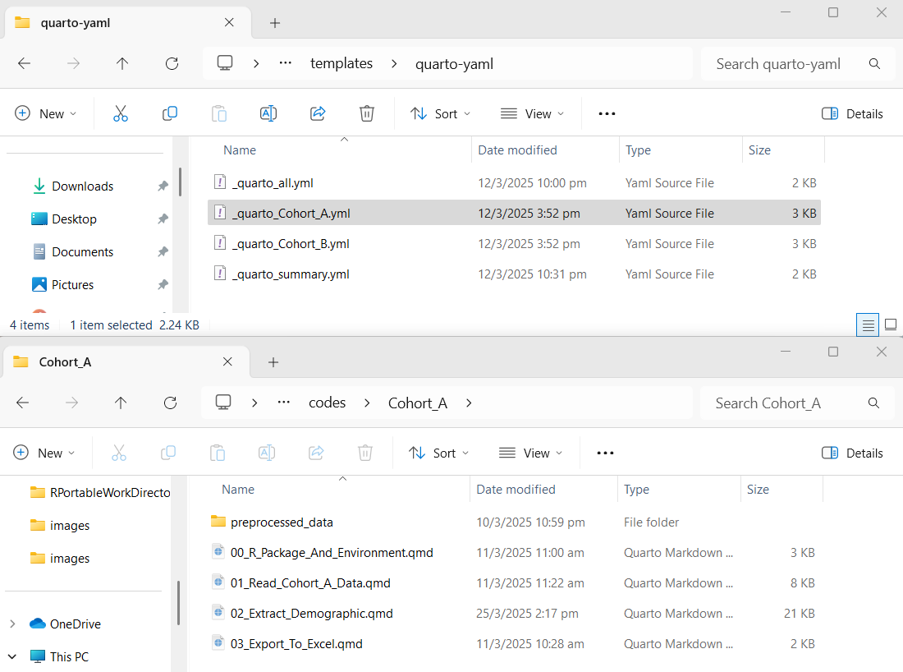 quarto-yaml
templates quarto-yaml Search quarto-yaml
New Sort View Details
Name Date modified Type Size
Downloads
Desktop
Documents
Pictures
_quarto_all.yml 12/3/2025 10:00 pm Yaml Source File 2 KB
_quarto_Cohort_A.yml 12/3/2025 3:52 pm Yaml Source File 3 KB
_quarto_Cohort_B.yml 12/3/2025 3:52 pm Yaml Source File 3 KB
_quarto_summary.yml 12/3/2025 10:31 pm Yaml Source File 2 KB
4 items 1 item selected 2.24 KB
Cohort_A
codes Cohort_A Search Cohort_A
New Sort View Details
Name Date modified Type Size
RPortableWorkDirecto
images
images
OneDrive
This PC
preprocessed_data 10/3/2025 10:59 pm File folder
00_R_Package_And_Environment.qmd 11/3/2025 11:00 am Quarto Markdown ... 3 KB
01_Read_Cohort_A_Data.qmd 11/3/2025 11:22 am Quarto Markdown ... 8 KB
02_Extract_Demographic.qmd 25/3/2025 2:17 pm Quarto Markdown ... 21 KB
03_Export_To_Excel.qmd 11/3/2025 10:28 am Quarto Markdown ... 2 KB